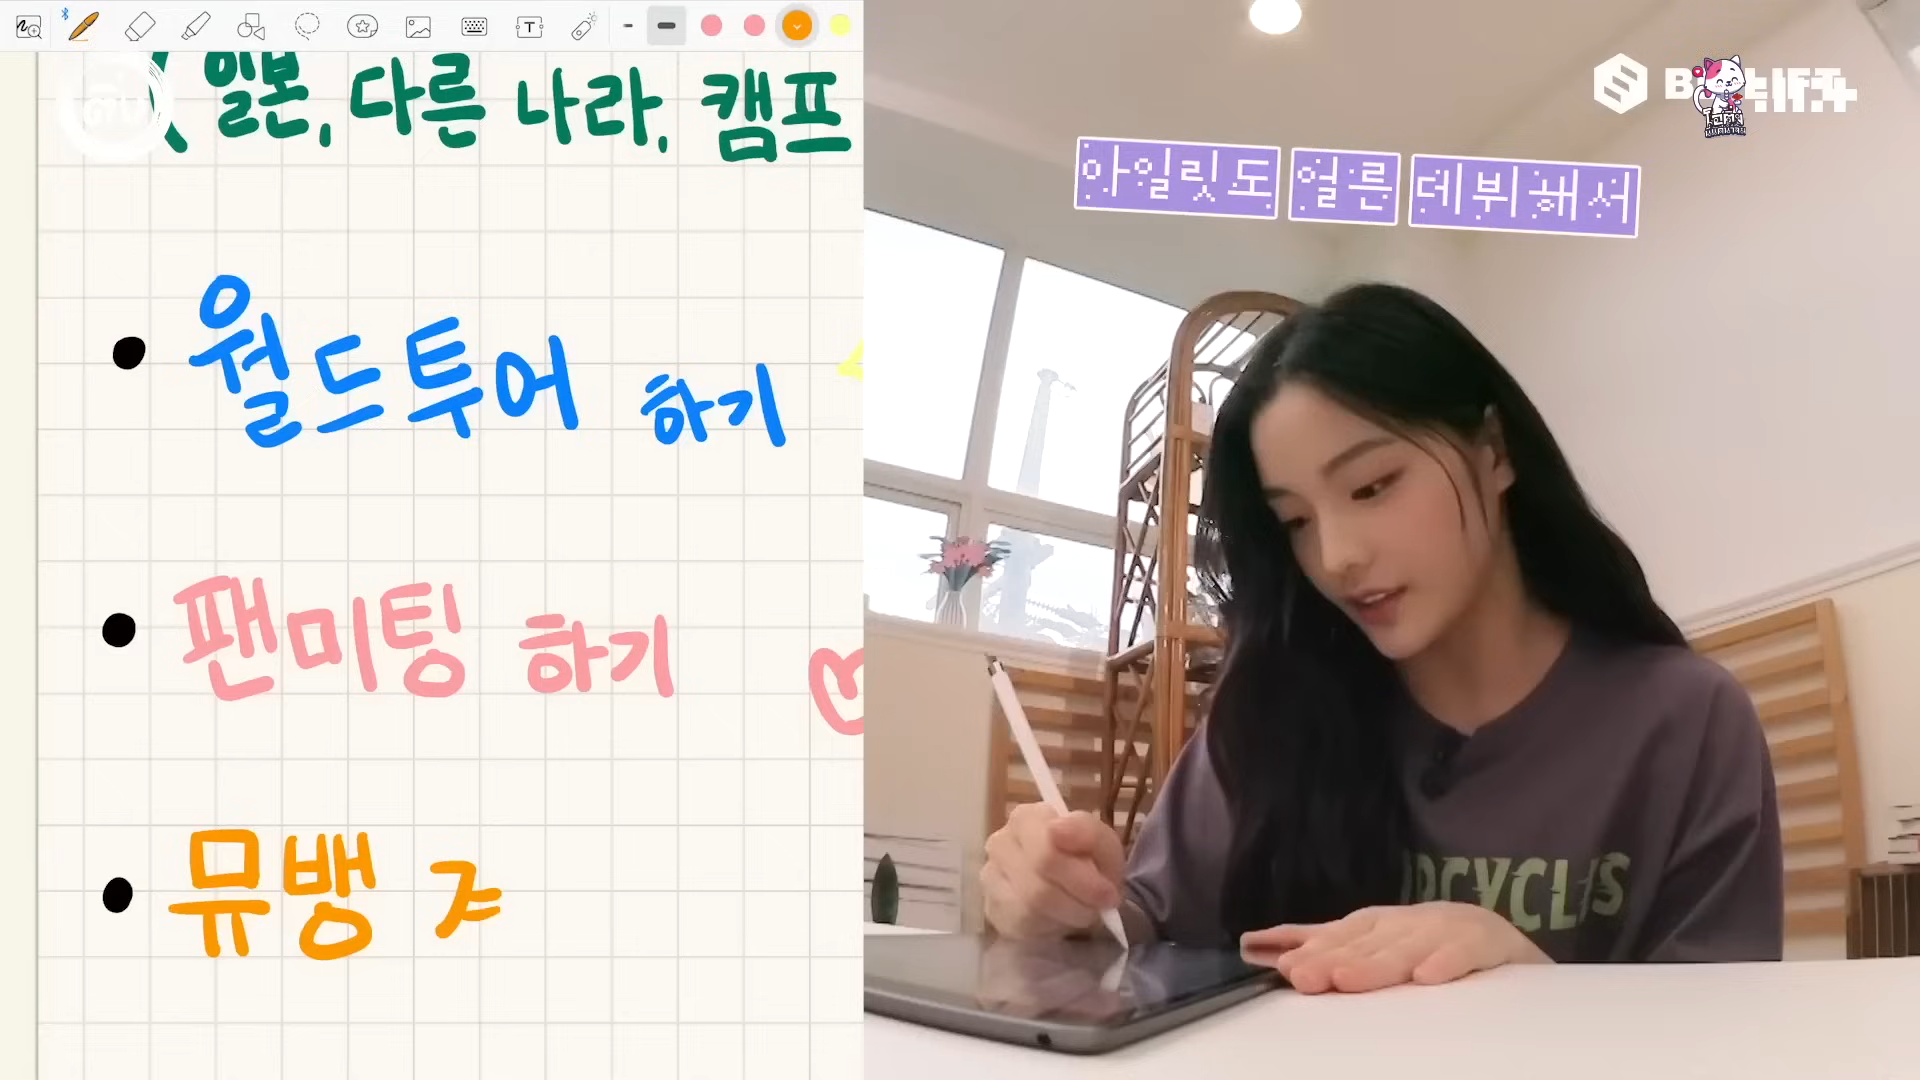 일본, 다른 나라, 캠프
아일릿도 얼른 데뷔해서
월드투어 하기
팬미팅 하기
뮤뱅
UPCYCLES